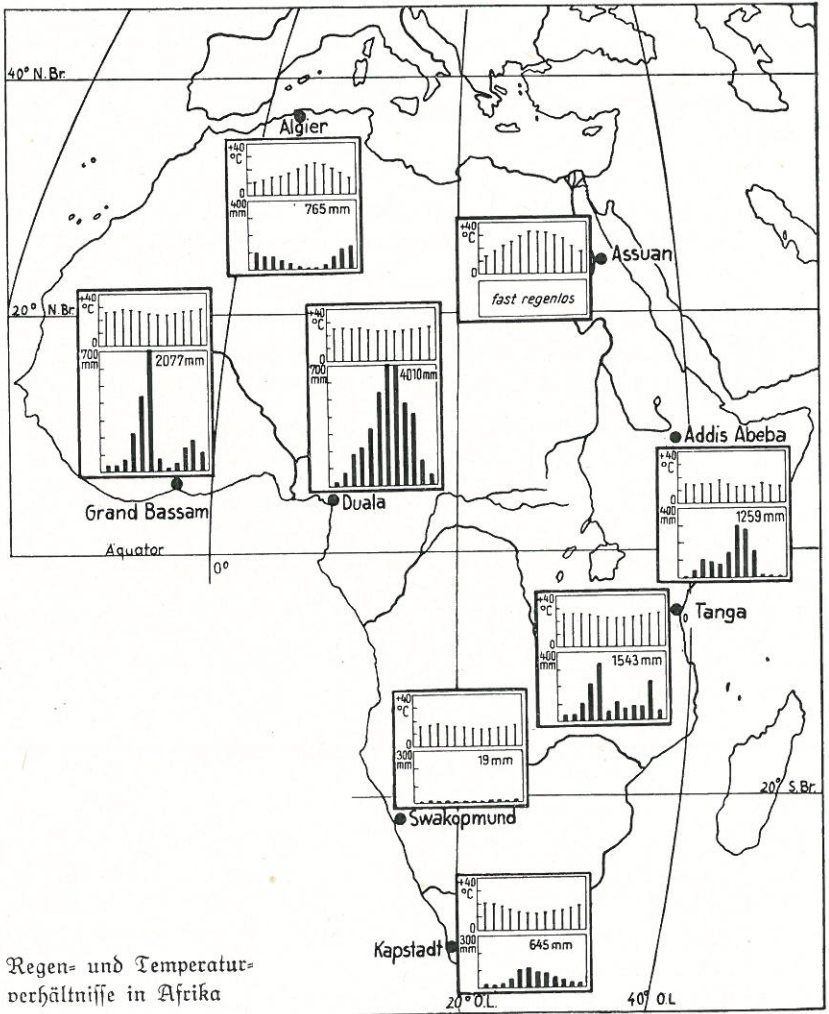 40° N.Br.
Algier
+40
°C
0
400
mm
765 mm
+40
°C
0
Assuan
fast regenlos
20° N.Br.
+40
°C
0
700
mm
2077mm
+40
°C
0
700
mm
4010mm
Addis Abeba
+40
°C
0
400
mm
1259mm
Grand Bassam
Duala
Äquator
0°
+40
°C
0
400
mm
1543 mm
Tanga
+40
°C
0
300
mm
19 mm
20° S.Br.
Swakopmund
+40
°C
0
300
mm
645 mm
Kapstadt
Regen= und Temperatur=
verhältnisse in Afrika
20° O.L.
40° O.L